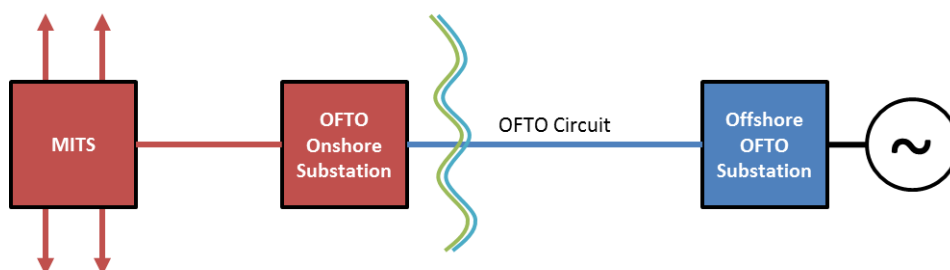 MITS
OFTO
Onshore
Substation
OFTO Circuit
Offshore
OFTO
Substation
~